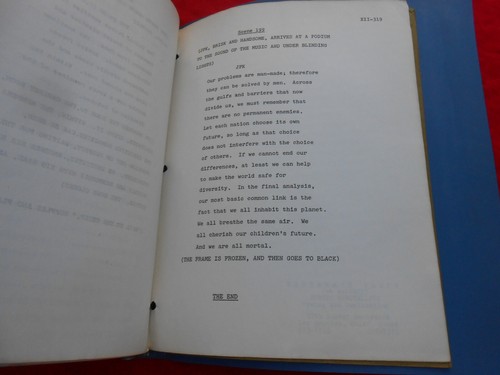 Scene 132
XXI-319
LOVE, BRISK AND HANDSOME, ARRIVES AT A PODIUM
TO THE SOUND OF THE MUSIC AND UNDER BLINDING
LIGHTS)
JFK
Our problems are man-made; therefore
they can be solved by man. Across
the gulfs and barriers that now
divide us, we must remember that
there are no permanent enemies.
Let each nation choose its own
future, so long as that choice
does not interfere with the choice
of others. If we cannot end our
differences, at least we can help
to make the world safe for
diversity. In the final analysis,
our most basic common link is the
fact that we all inhabit this planet.
We all breathe the same air. We
all cherish our children's future.
And we are all mortal.
(THE FRAME IS FROZEN, AND THEN GOES TO BLACK)
THE END